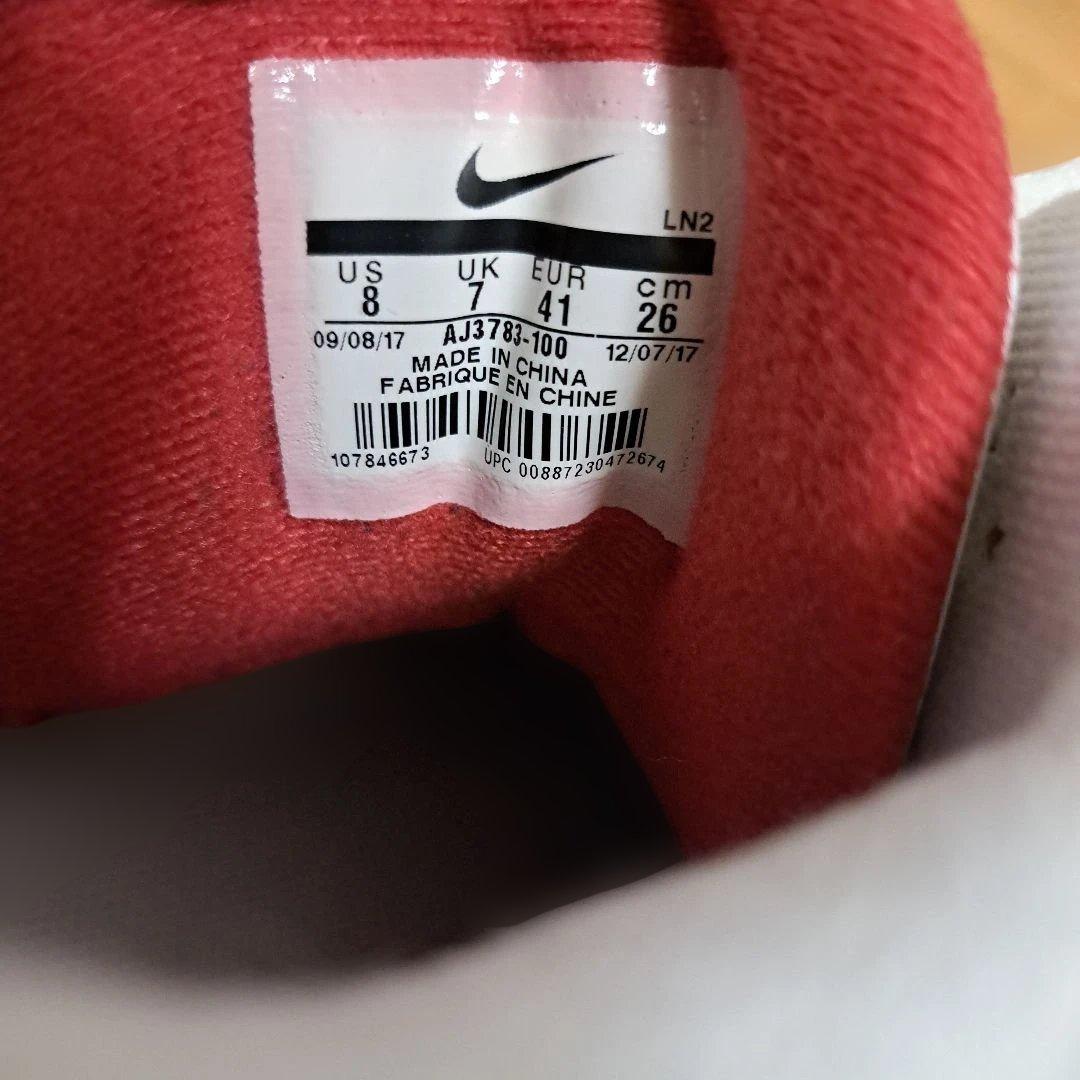 LN2
US UK EUR cm
8 7 41 26
09/08/17 AJ3783-100 12/07/17
MADE IN CHINA
FABRIQUE EN CHINE
107846673 UPC 00887230472674